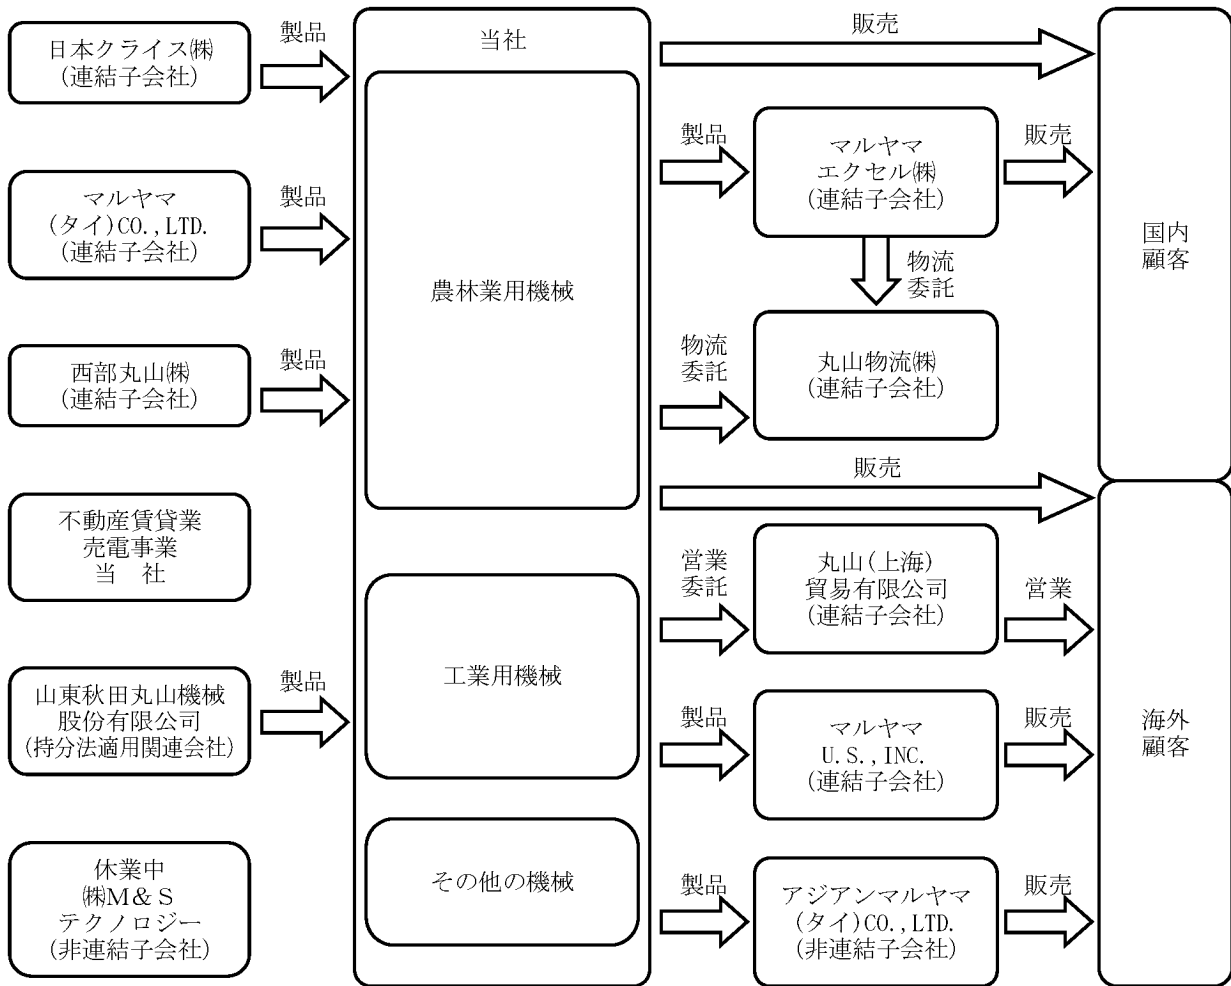 日本クライス㈱
(連結子会社)
製品
マルヤマ
(タイ)CO.,LTD.
(連結子会社)
製品
西部丸山㈱
(連結子会社)
製品
不動産賃貸業
売電事業
当　社
山東秋田丸山機械
股份有限公司
(持分法適用関連会社)
製品
休業中
㈱Ｍ＆Ｓ
テクノロジー
(非連結子会社)
当社
農林業用機械
工業用機械
その他の機械
販売
製品
マルヤマ
エクセル㈱
(連結子会社)
販売
物流
委託
物流
委託
丸山物流㈱
(連結子会社)
国内
顧客
販売
営業
委託
丸山(上海)
貿易有限公司
(連結子会社)
営業
製品
マルヤマ
U.S.,INC.
(連結子会社)
販売
製品
アジアンマルヤマ
(タイ)CO.,LTD.
(非連結子会社)
販売
海外
顧客